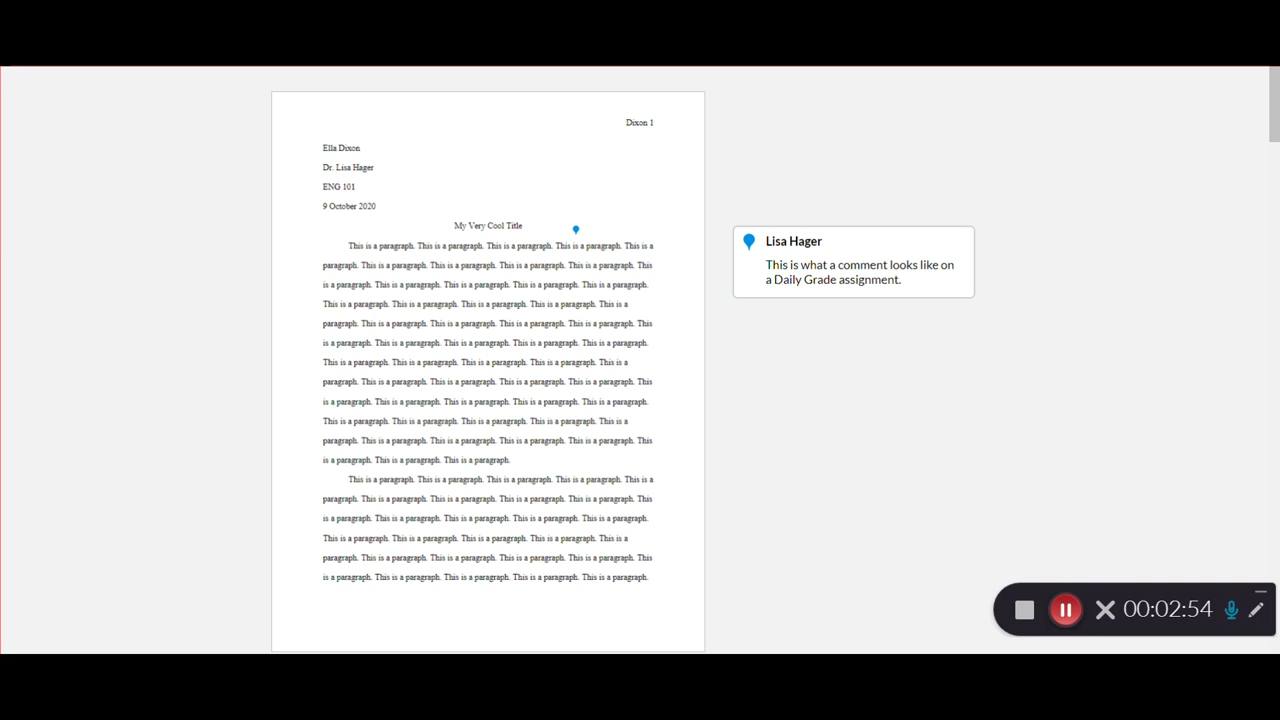 Dixon 1
Ella Dixon
Dr. Lisa Hager
ENG 101
9 October 2020
My Very Cool Title
This is a paragraph. This is a paragraph. This is a paragraph. This is a paragraph. This is a
paragraph. This is a paragraph. This is a paragraph. This is a paragraph. This is a paragraph. This
is a paragraph. This is a paragraph. This is a paragraph. This is a paragraph. This is a paragraph.
This is a paragraph. This is a paragraph. This is a paragraph. This is a paragraph. This is a
paragraph. This is a paragraph. This is a paragraph. This is a paragraph. This is a paragraph. This
is a paragraph. This is a paragraph. This is a paragraph. This is a paragraph. This is a paragraph.
This is a paragraph. This is a paragraph. This is a paragraph. This is a paragraph. This is a
paragraph. This is a paragraph. This is a paragraph. This is a paragraph. This is a paragraph. This
is a paragraph. This is a paragraph. This is a paragraph. This is a paragraph. This is a paragraph.
This is a paragraph. This is a paragraph. This is a paragraph. This is a paragraph. This is a
paragraph. This is a paragraph. This is a paragraph. This is a paragraph. This is a paragraph. This
is a paragraph. This is a paragraph. This is a paragraph.
This is a paragraph. This is a paragraph. This is a paragraph. This is a paragraph. This is a
paragraph. This is a paragraph. This is a paragraph. This is a paragraph. This is a paragraph. This
is a paragraph. This is a paragraph. This is a paragraph. This is a paragraph. This is a paragraph.
This is a paragraph. This is a paragraph. This is a paragraph. This is a paragraph. This is a
paragraph. This is a paragraph. This is a paragraph. This is a paragraph. This is a paragraph. This
is a paragraph. This is a paragraph. This is a paragraph. This is a paragraph. This is a paragraph.
Lisa Hager
This is what a comment looks like on
a Daily Grade assignment.
00:02:54